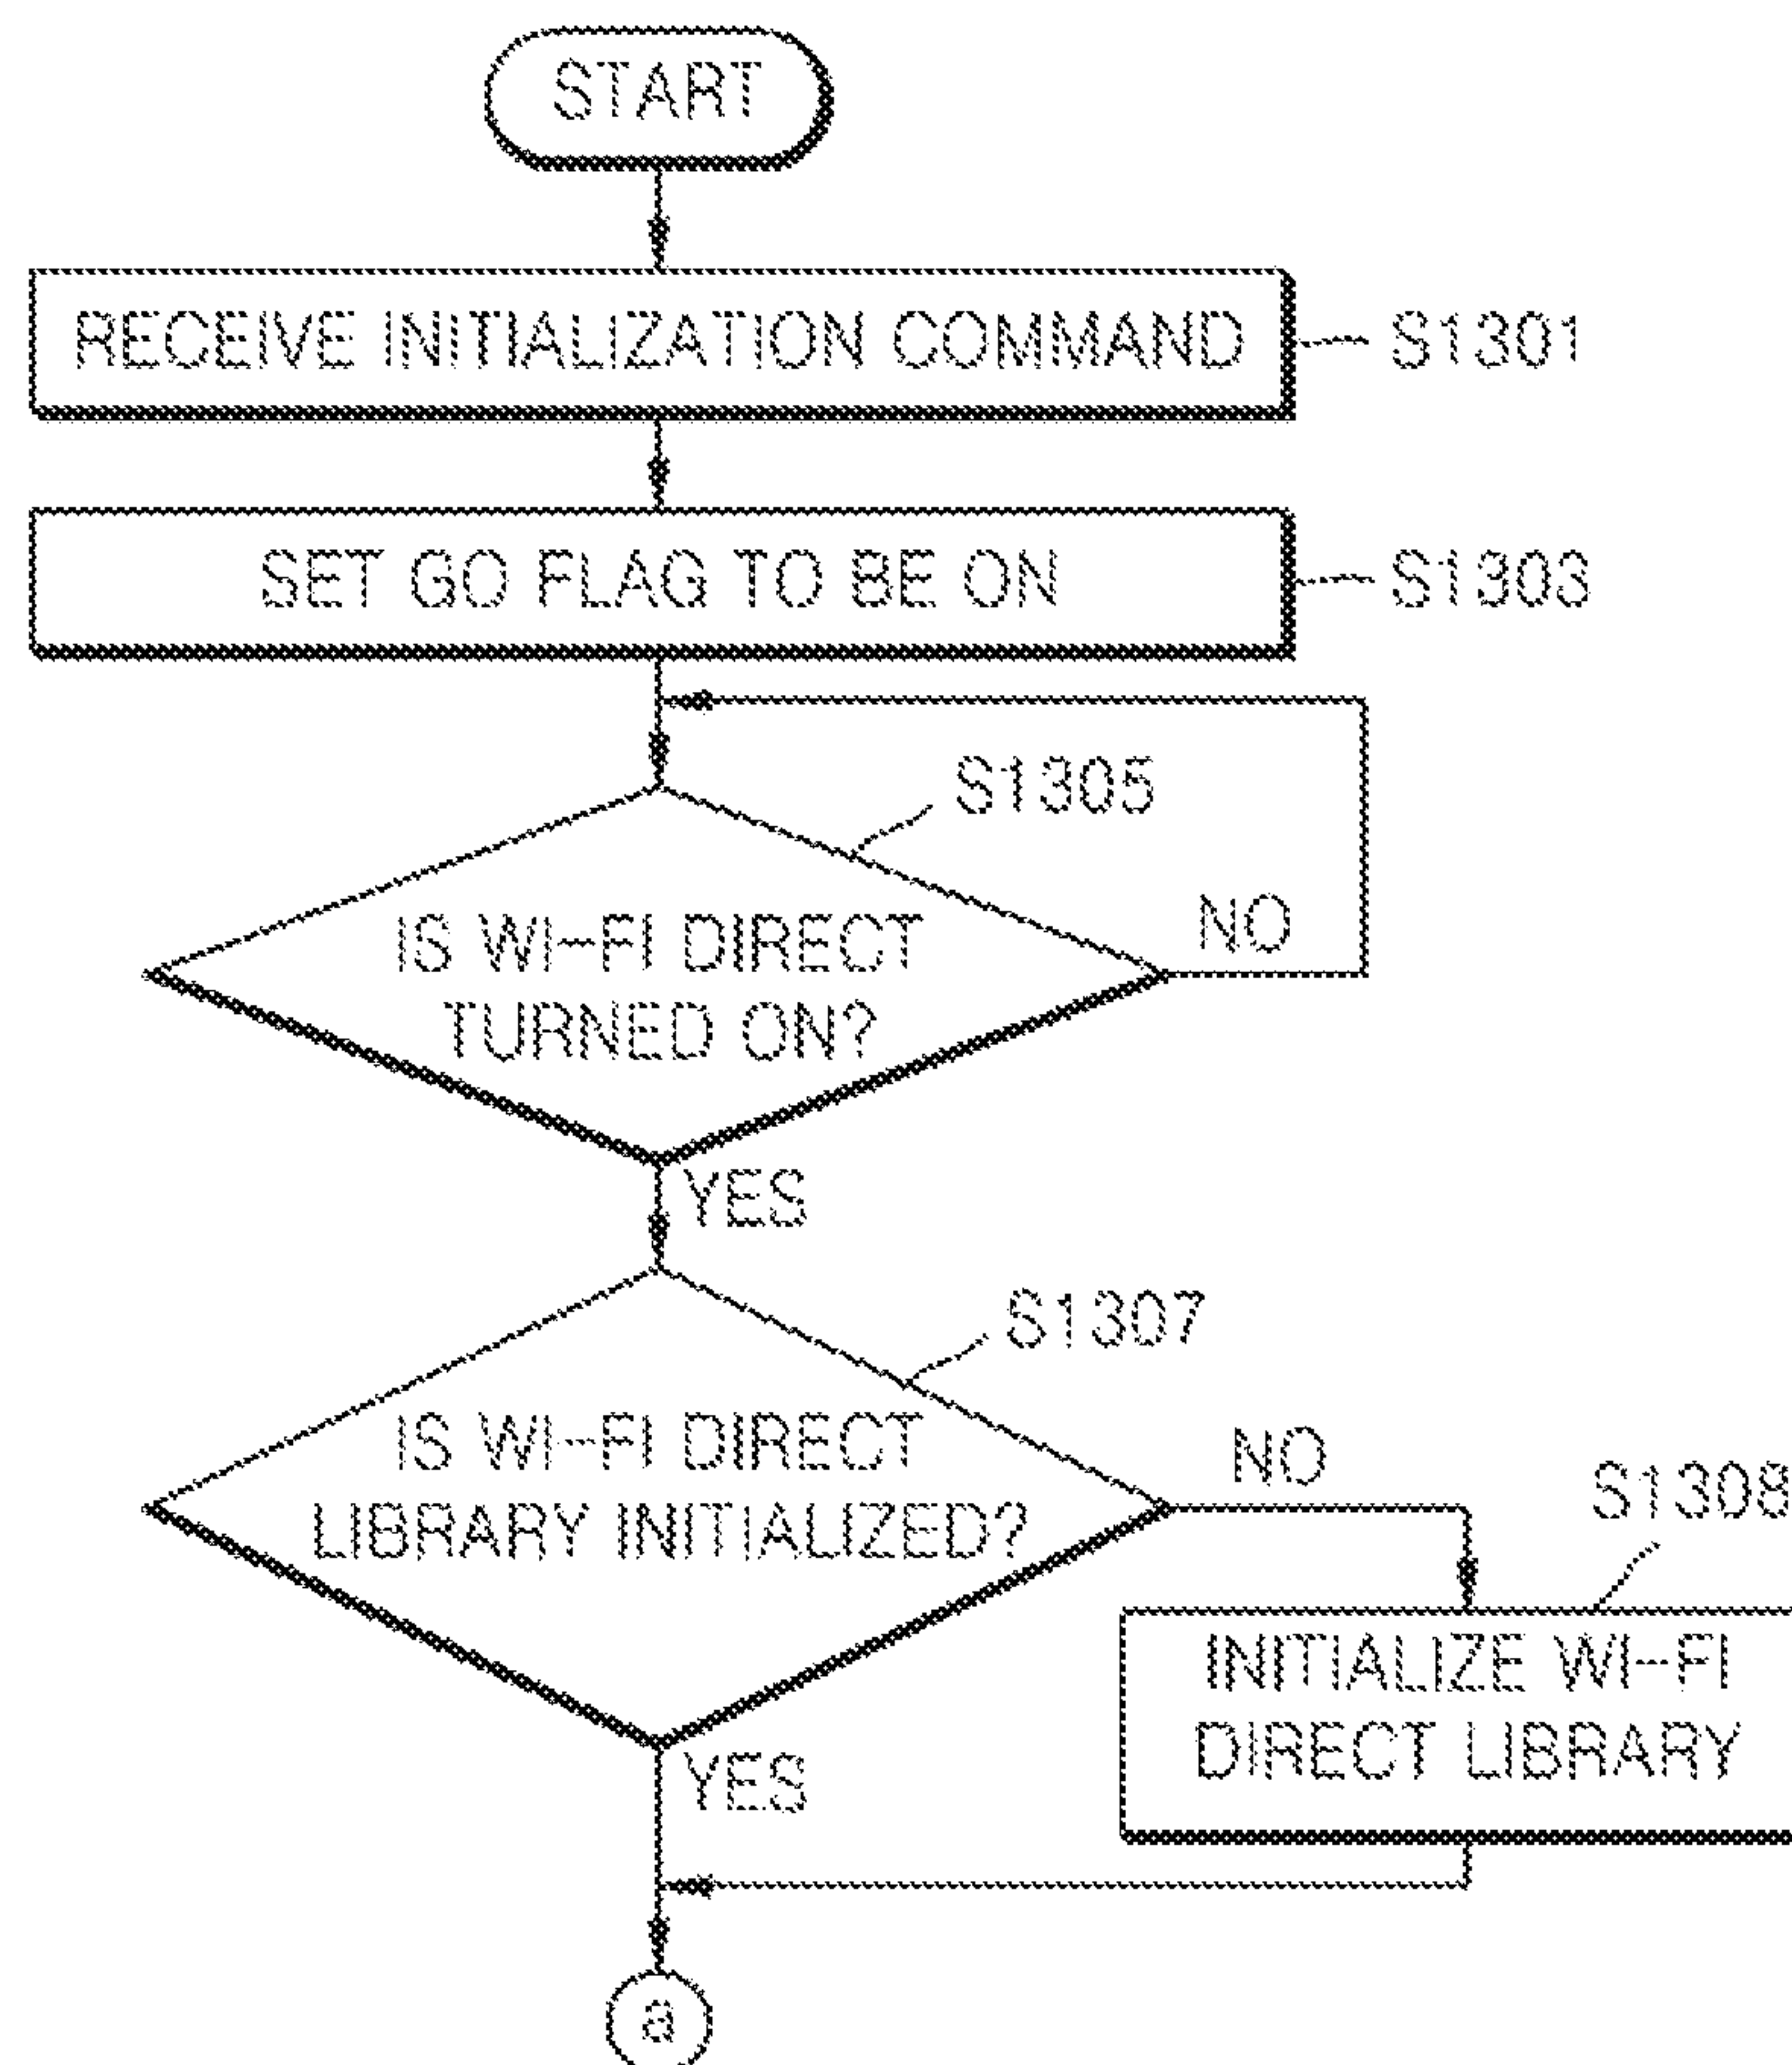 START
RECEIVE INITIALIZATION COMMAND
S1301
SET GO FLAG TO BE ON
S1303
S1305
IS WI-FI DIRECT
TURNED ON?
NO
YES
S1307
IS WI-FI DIRECT
LIBRARY INITIALIZED?
NO
S1308
INITIALIZE WI-FI
DIRECT LIBRARY
YES
a